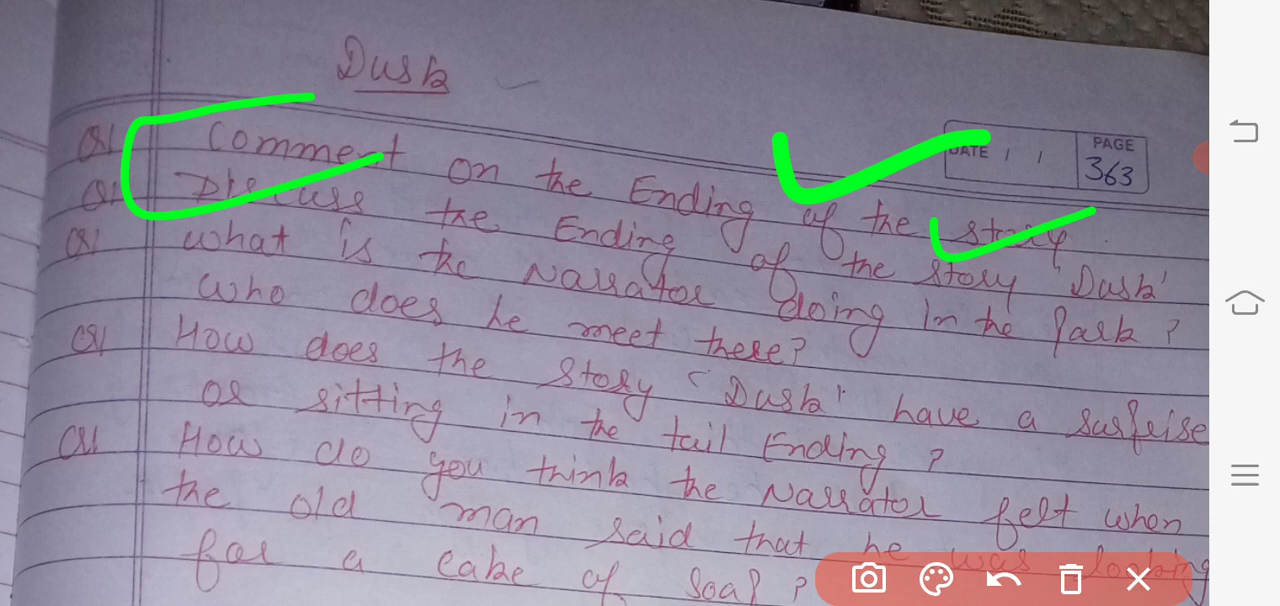 Dusk
DATE / / PAGE
363
Q1 Comment on the Ending of the story.
Q1 Discuss the Ending of the story 'Dusk'
Q1 What is the Narrator doing in the Park?
Who does he meet there?
Q1 How does the story "Dusk" have a surprise
or sitting in the tail Ending?
Q1 How do you think the Narrator felt when
the old man said that he was looking
for a cake of soap?